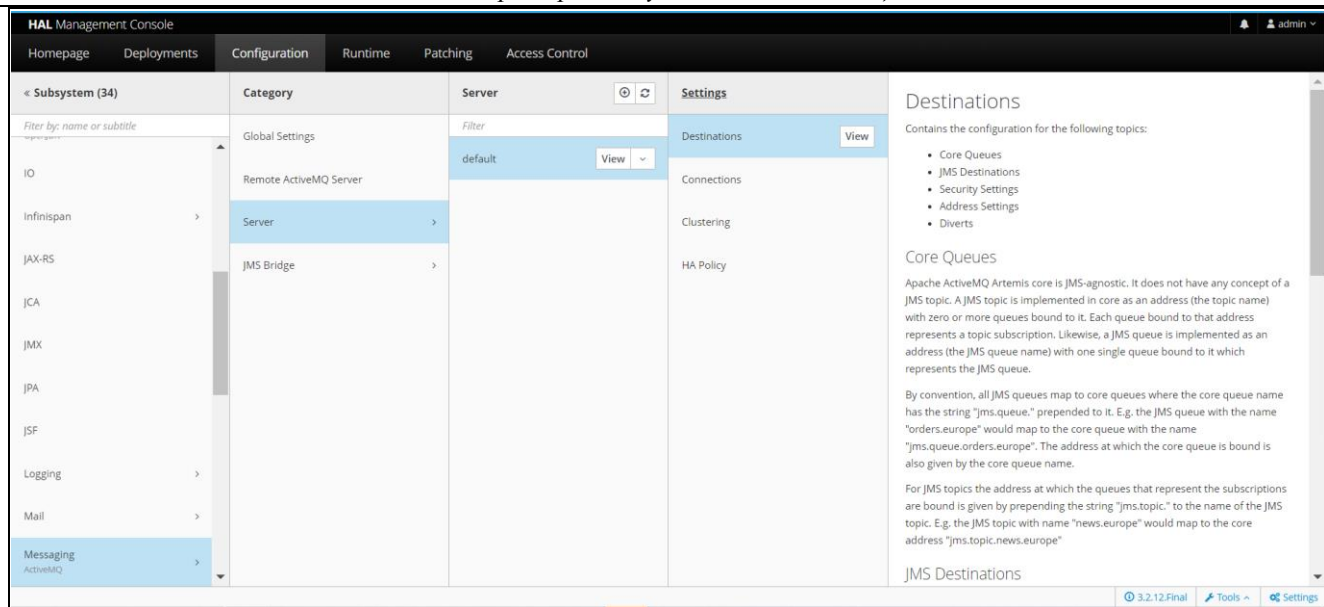 HAL Management Console
admin
Homepage Deployments Configuration Runtime Patching Access Control
« Subsystem (34)
Fiter by: name or subtitle
IO
Infinispan
JAX-RS
JCA
JMX
JPA
JSF
Logging
Mail
Messaging
ActiveMQ
Category
Global Settings
Remote ActiveMQ Server
Server
JMS Bridge
Server
Filter
default View
Settings
Destinations View
Connections
Clustering
HA Policy
Destinations
Contains the configuration for the following topics:
• Core Queues
• JMS Destinations
• Security Settings
• Address Settings
• Diverts
Core Queues
Apache ActiveMQ Artemis core is JMS-agnostic. It does not have any concept of a
JMS topic. A JMS topic is implemented in core as an address (the topic name)
with zero or more queues bound to it. Each queue bound to that address
represents a topic subscription. Likewise, a JMS queue is implemented as an
address (the JMS queue name) with one single queue bound to it which
represents the JMS queue.
By convention, all JMS queues map to core queues where the core queue name
has the string "jms.queue." prepended to it. E.g. the JMS queue with the name
"orders.europe" would map to the core queue with the name
"jms.queue.orders.europe". The address at which the core queue is bound is
also given by the core queue name.
For JMS topics the address at which the queues that represent the subscriptions
are bound is given by prepending the string "jms.topic." to the name of the JMS
topic. E.g. the JMS topic with name "news.europe" would map to the core
address "jms.topic.news.europe"
JMS Destinations
3.2.12.Final Tools Settings